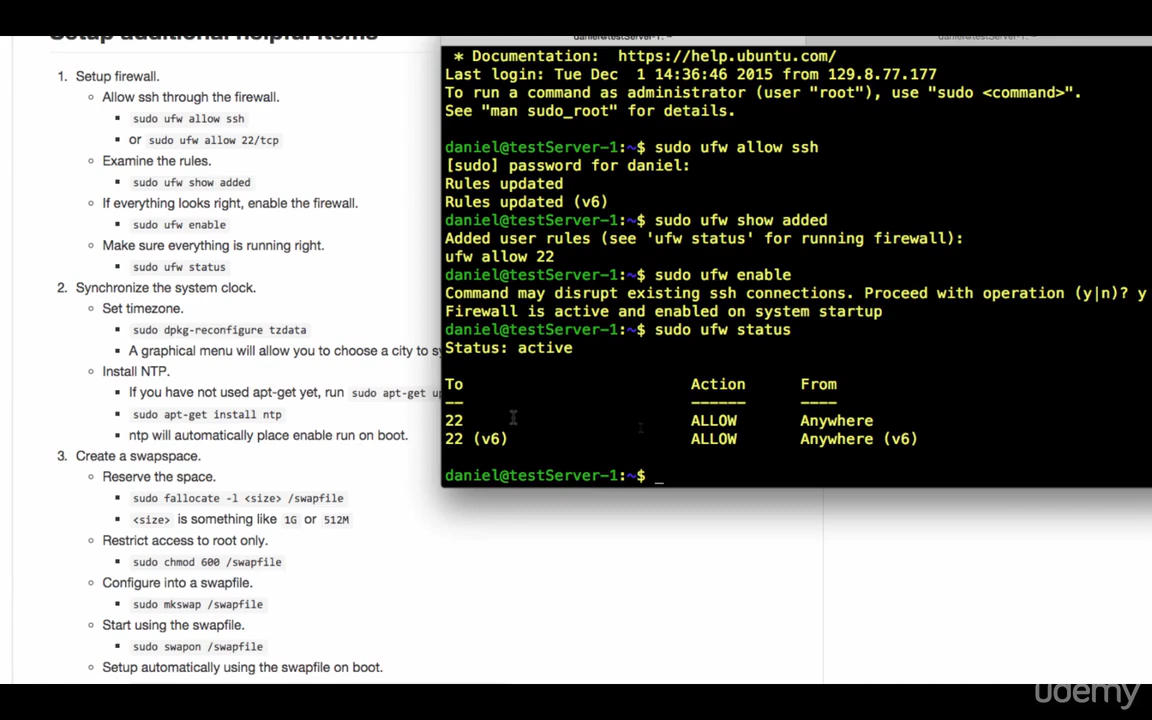 Setup additional helpful items
1. Setup firewall.
Allow ssh through the firewall.
sudo ufw allow ssh
or sudo ufw allow 22/tcp
Examine the rules.
sudo ufw show added
If everything looks right, enable the firewall.
sudo ufw enable
Make sure everything is running right.
sudo ufw status
2. Synchronize the system clock.
Set timezone.
sudo dpkg-reconfigure tzdata
A graphical menu will allow you to choose a city to sy
Install NTP.
If you have not used apt-get yet, run sudo apt-get up
sudo apt-get install ntp
ntp will automatically place enable run on boot.
3. Create a swapspace.
Reserve the space.
sudo fallocate -l <size> /swapfile
<size> is something like 1G or 512M
Restrict access to root only.
sudo chmod 600 /swapfile
Configure into a swapfile.
sudo mkswap /swapfile
Start using the swapfile.
sudo swapon /swapfile
Setup automatically using the swapfile on boot.
daniel@testServer-1: ~
daniel@testServer-1: ~
* Documentation:  https://help.ubuntu.com/
Last login: Tue Dec  1 14:36:46 2015 from 129.8.77.177
To run a command as administrator (user "root"), use "sudo <command>".
See "man sudo_root" for details.
daniel@testServer-1:~$ sudo ufw allow ssh
[sudo] password for daniel:
Rules updated
Rules updated (v6)
daniel@testServer-1:~$ sudo ufw show added
Added user rules (see 'ufw status' for running firewall):
ufw allow 22
daniel@testServer-1:~$ sudo ufw enable
Command may disrupt existing ssh connections. Proceed with operation (y|n)? y
Firewall is active and enabled on system startup
daniel@testServer-1:~$ sudo ufw status
Status: active
To Action From
-- ------ ----
22 ALLOW Anywhere
22 (v6) ALLOW Anywhere (v6)
daniel@testServer-1:~$ _
udemy